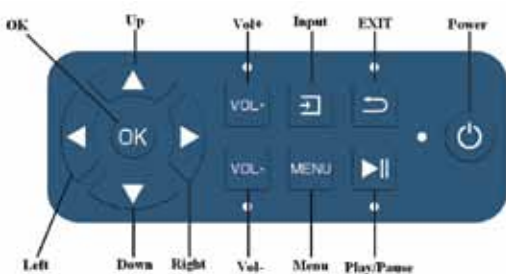 OK Up Vol+ Input EXIT Power
VOL-
OK
VOL- MENU
Left Down Right Vol- Menu Play/Pause